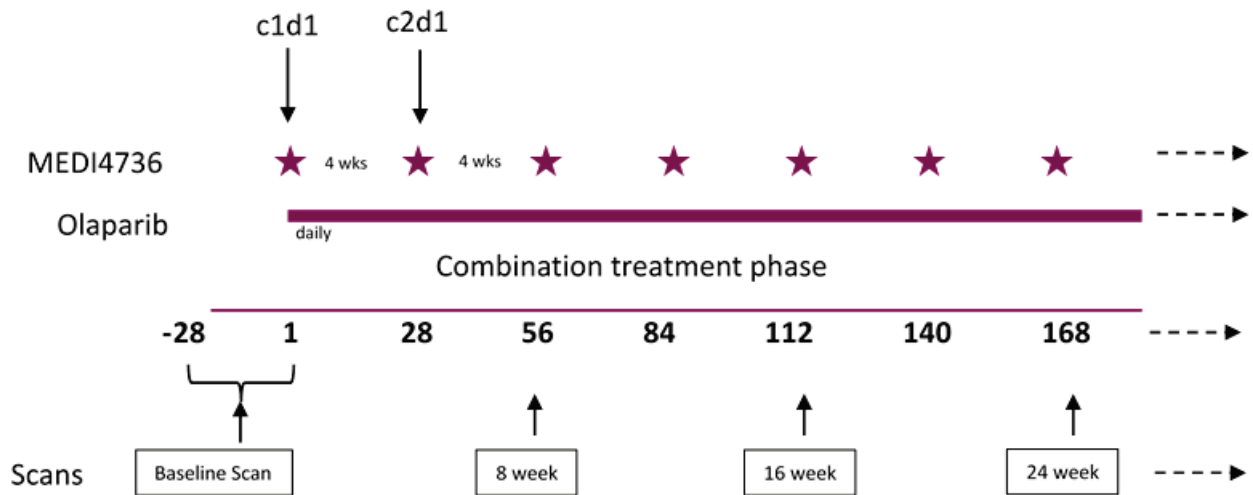 c1d1
c2d1
MEDI4736
4 wks
4 wks
Olaparib
daily
Combination treatment phase
-28 1 28 56 84 112 140 168
Scans
Baseline Scan
8 week
16 week
24 week